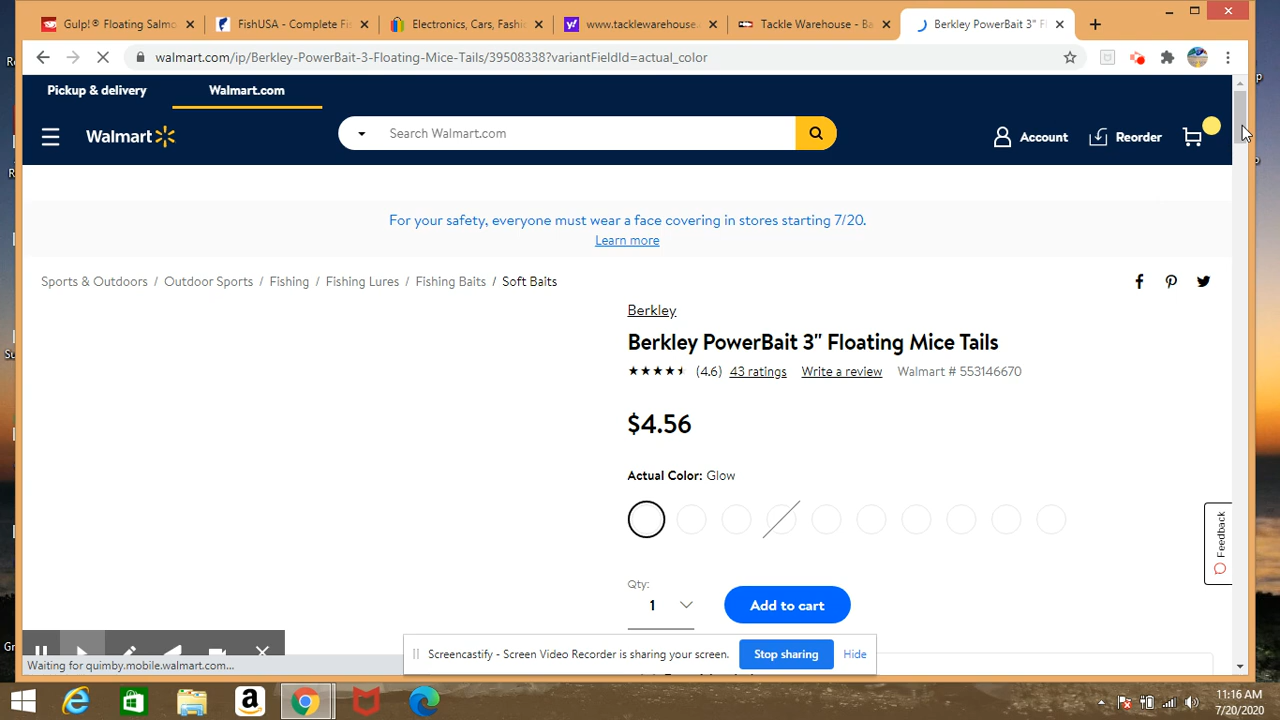 Gulp! ® Floating Salmo
FishUSA - Complete Fi
Electronics, Cars, Fashi
www.tacklewarehouse.
Tackle Warehouse - Ba
Berkley PowerBait 3" Fl
walmart.com/ip/Berkley-PowerBait-3-Floating-Mice-Tails/39508338?variantFieldId=actual_color
Pickup & delivery
Walmart.com
Walmart
Search Walmart.com
Account
Reorder
For your safety, everyone must wear a face covering in stores starting 7/20.
Learn more
Sports & Outdoors / Outdoor Sports / Fishing / Fishing Lures / Fishing Baits / Soft Baits
Berkley
Berkley PowerBait 3" Floating Mice Tails
(4.6) 43 ratings Write a review Walmart # 553146670
$4.56
Actual Color: Glow
Feedback
Qty:
1
Add to cart
Screencastify - Screen Video Recorder is sharing your screen.
Stop sharing
Hide
Waiting for quimby.mobile.walmart.com...
11:16 AM
7/20/2020